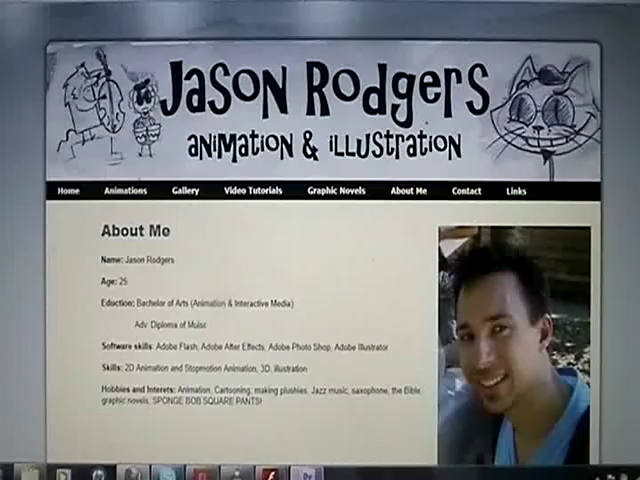 Jason Rodgers
animation & illustration
Home Animations Gallery Video Tutorials Graphic Novels About Me Contact Links
About Me
Name: Jason Rodgers
Age: 25
Eduction: Bachelor of Arts (Animation & Interactive Media)
Adv. Diploma of Muisc
Software skills: Adobe Flash, Adobe After Effects, Adobe Photo Shop, Adobe Illustrator
Skills: 2D Animation and Stopmotion Animation, 3D, illustration
Hobbies and Interets: Animation, Cartooning, making plushies, Jazz music, saxophone, the Bible,
graphic novels, SPONGE BOB SQUARE PANTS!